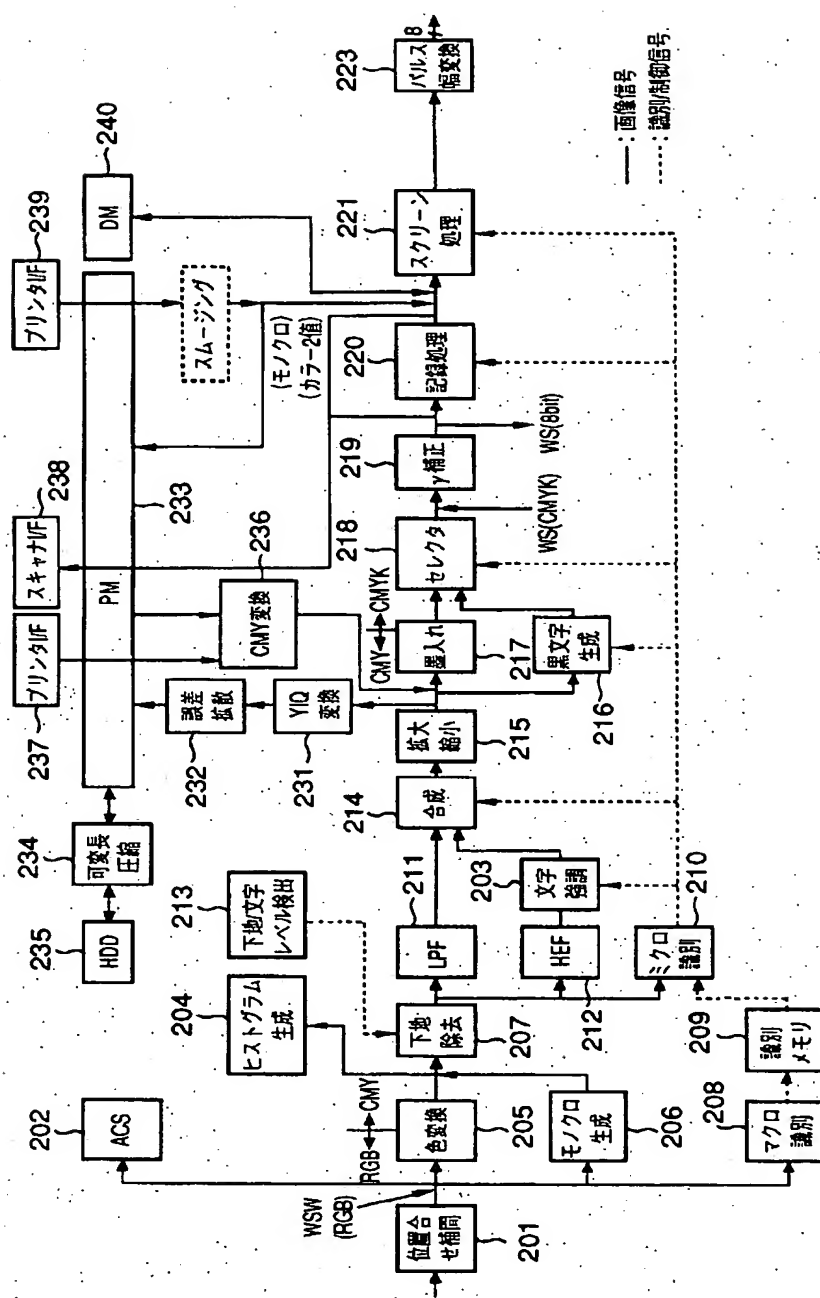 239
プリンタI/F
240
DM
スキャナI/F
238
プリンタI/F
237
PM
233
234
可変長
圧縮
235
HDD
スムージング
(モノクロ)
(カラー2値)
CMY変換
236
誤差
拡散
232
YIQ
変換
231
202
ACS
204
ヒストグラム
生成
213
下地/文字
レベル検出
位置合
せ補間
201
WSW
(RGB)
RGB
CMY
色変換
205
モノクロ
生成
206
マクロ
識別
208
識別
メモリ
209
下地
除去
207
211
LPF
HEF
212
203
文字
強調
ミクロ
識別
210
214
合成
拡大
縮小
215
CMY
CMYK
墨入れ
217
黒文字
生成
216
218
セレクタ
WS(CMYK)
219
γ補正
WS(8bit)
220
記録処理
221
スクリーン
処理
223
パルス
幅変換
8
:画像信号
:識別/制御信号